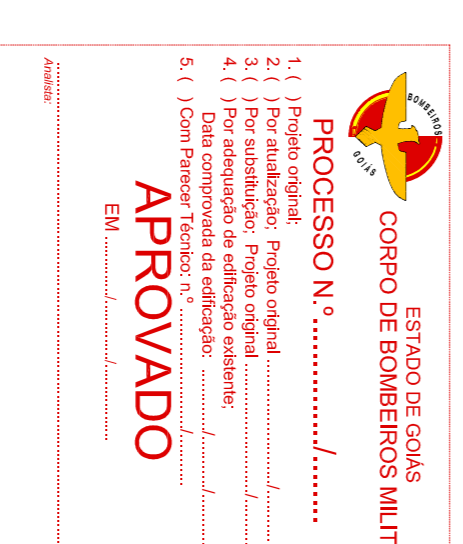 BOMBEIROS
GOIÁS
ESTADO DE GOIÁS
CORPO DE BOMBEIROS MILIT
PROCESSO N.º ................/........
1. ( ) Projeto original;
2. ( ) Por atualização; Projeto original ......................../..........
3. ( ) Por substituição; Projeto original ......................../..........
4. ( ) Por adequação de edificação existente;
Data comprovada da edificação: ............./............./..........
5. ( ) Com Parecer Técnico: n.º ........................../..........
APROVADO
EM ........../........../..........
Analista: ................................................